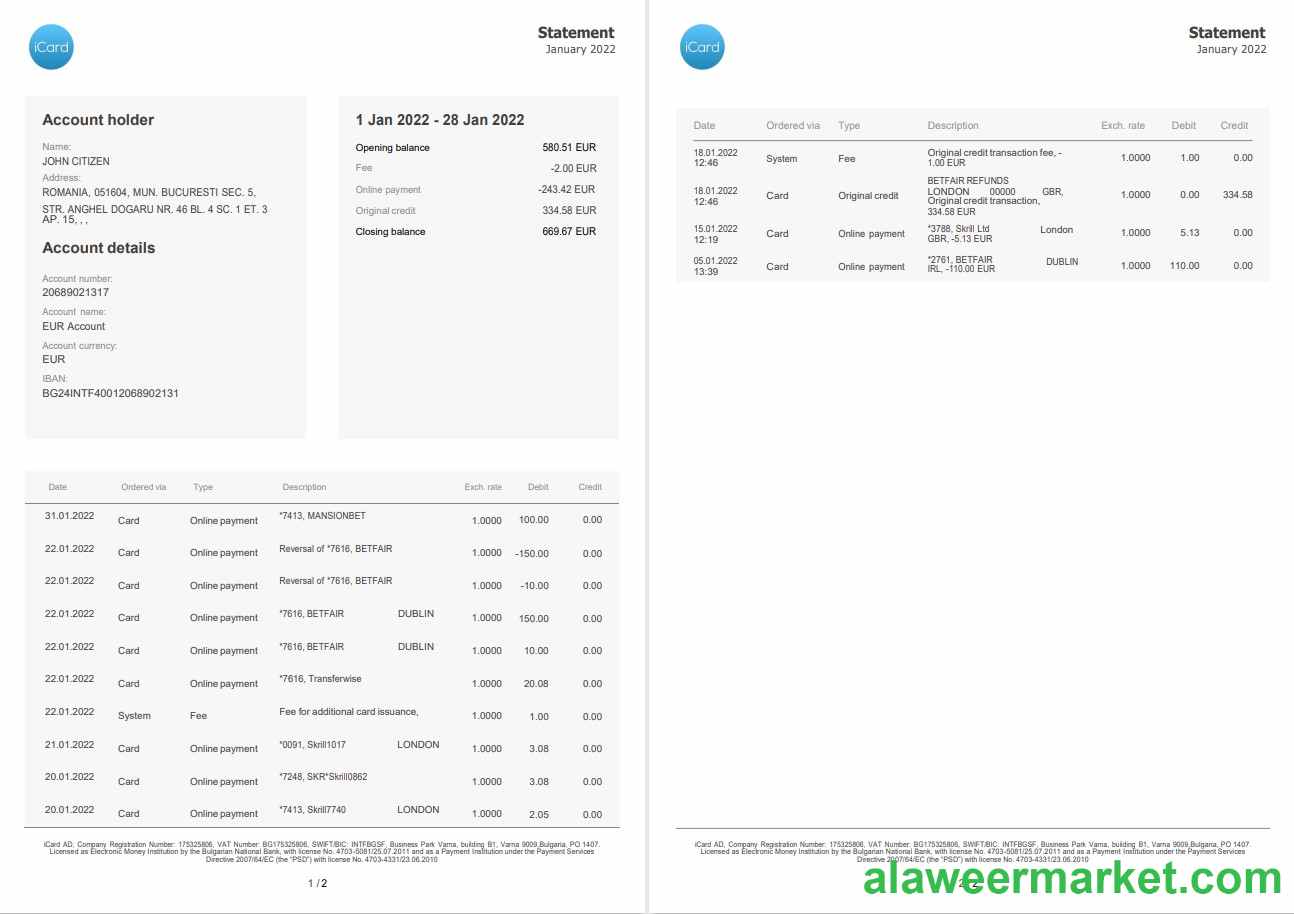 iCard
Statement
January 2022
Account holder
Name:
JOHN CITIZEN
Address:
ROMANIA, 051604, MUN. BUCURESTI SEC. 5,
STR. ANGHEL DOGARU NR. 46 BL. 4 SC. 1 ET. 3
AP. 15, , ,
Account details
Account number:
20689021317
Account name:
EUR Account
Account currency:
EUR
IBAN:
BG24INTF40012068902131
1 Jan 2022 - 28 Jan 2022
Opening balance 580.51 EUR
Fee -2.00 EUR
Online payment -243.42 EUR
Original credit 334.58 EUR
Closing balance 669.67 EUR
Date Ordered via Type Description Exch. rate Debit Credit
31.01.2022 Card Online payment *7413, MANSIONBET 1.0000 100.00 0.00
22.01.2022 Card Online payment Reversal of *7616, BETFAIR 1.0000 -150.00 0.00
22.01.2022 Card Online payment Reversal of *7616, BETFAIR 1.0000 -10.00 0.00
22.01.2022 Card Online payment *7616, BETFAIR DUBLIN 1.0000 150.00 0.00
22.01.2022 Card Online payment *7616, BETFAIR DUBLIN 1.0000 10.00 0.00
22.01.2022 Card Online payment *7616, Transferwise 1.0000 20.08 0.00
22.01.2022 System Fee Fee for additional card issuance, 1.0000 1.00 0.00
21.01.2022 Card Online payment *0091, Skrill1017 LONDON 1.0000 3.08 0.00
20.01.2022 Card Online payment *7248, SKR*Skrill0862 1.0000 3.08 0.00
20.01.2022 Card Online payment *7413, Skrill7740 LONDON 1.0000 2.05 0.00
iCard AD, Company Registration Number: 175325806, VAT Number: BG175325806, SWIFT/BIC: INTFBGSF, Business Park Varna, building B1, Varna 9009,Bulgaria, PO 1407.
Licensed as Electronic Money Institution by the Bulgarian National Bank, with license No. 4703-5081/25.07.2011 and as a Payment Institution under the Payment Services
Directive 2007/64/EC (the "PSD") with license No. 4703-4331/23.06.2010
1 / 2
iCard
Statement
January 2022
Date Ordered via Type Description Exch. rate Debit Credit
18.01.2022
12:46 System Fee Original credit transaction fee, -
1.00 EUR 1.0000 1.00 0.00
18.01.2022
12:46 Card Original credit BETFAIR REFUNDS
LONDON 00000 GBR,
Original credit transaction,
334.58 EUR 1.0000 0.00 334.58
15.01.2022
12:19 Card Online payment *3788, Skrill Ltd London
GBR, -5.13 EUR 1.0000 5.13 0.00
05.01.2022
13:39 Card Online payment *2761, BETFAIR DUBLIN
IRL, -110.00 EUR 1.0000 110.00 0.00
iCard AD, Company Registration Number: 175325806, VAT Number: BG175325806, SWIFT/BIC: INTFBGSF, Business Park Varna, building B1, Varna 9009,Bulgaria, PO 1407.
Licensed as Electronic Money Institution by the Bulgarian National Bank, with license No. 4703-5081/25.07.2011 and as a Payment Institution under the Payment Services
Directive 2007/64/EC (the "PSD") with license No. 4703-4331/23.06.2010
2 / 2
alaweermarket.com